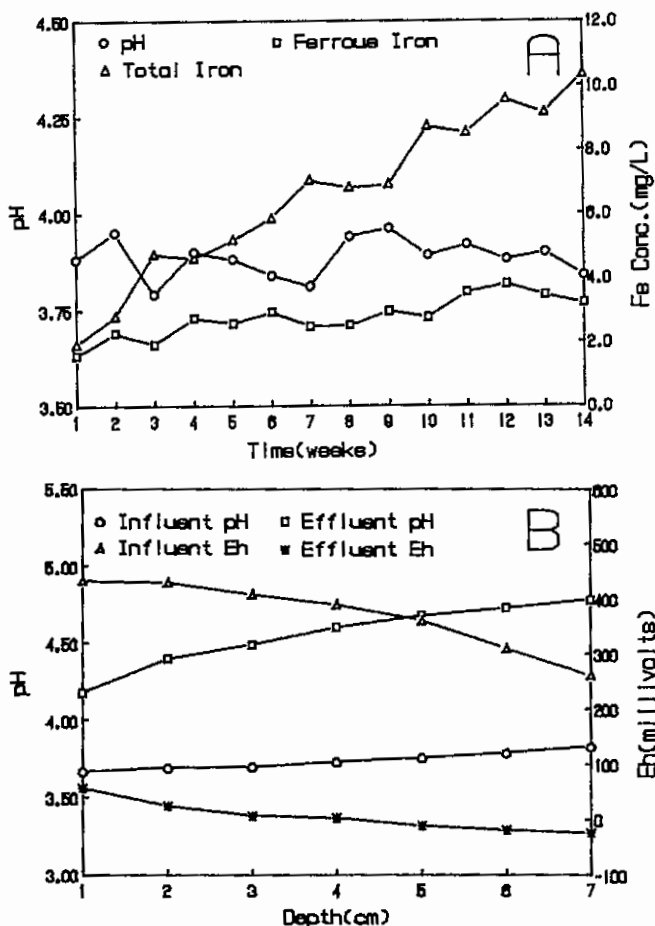 A
pH
Ferrous Iron
Total Iron
4.50
4.25
4.00
3.75
3.50
pH
12.0
10.0
8.0
6.0
4.0
2.0
0.0
Fe Conc.(mg/L)
1 2 3 4 5 6 7 8 9 10 11 12 13 14
Time(weeks)
B
Influent pH
Effluent pH
Influent Eh
Effluent Eh
5.50
5.00
4.50
4.00
3.50
3.00
pH
600
500
400
300
200
100
0
-100
Eh(millivolts)
1 2 3 4 5 6 7
Depth(cm)